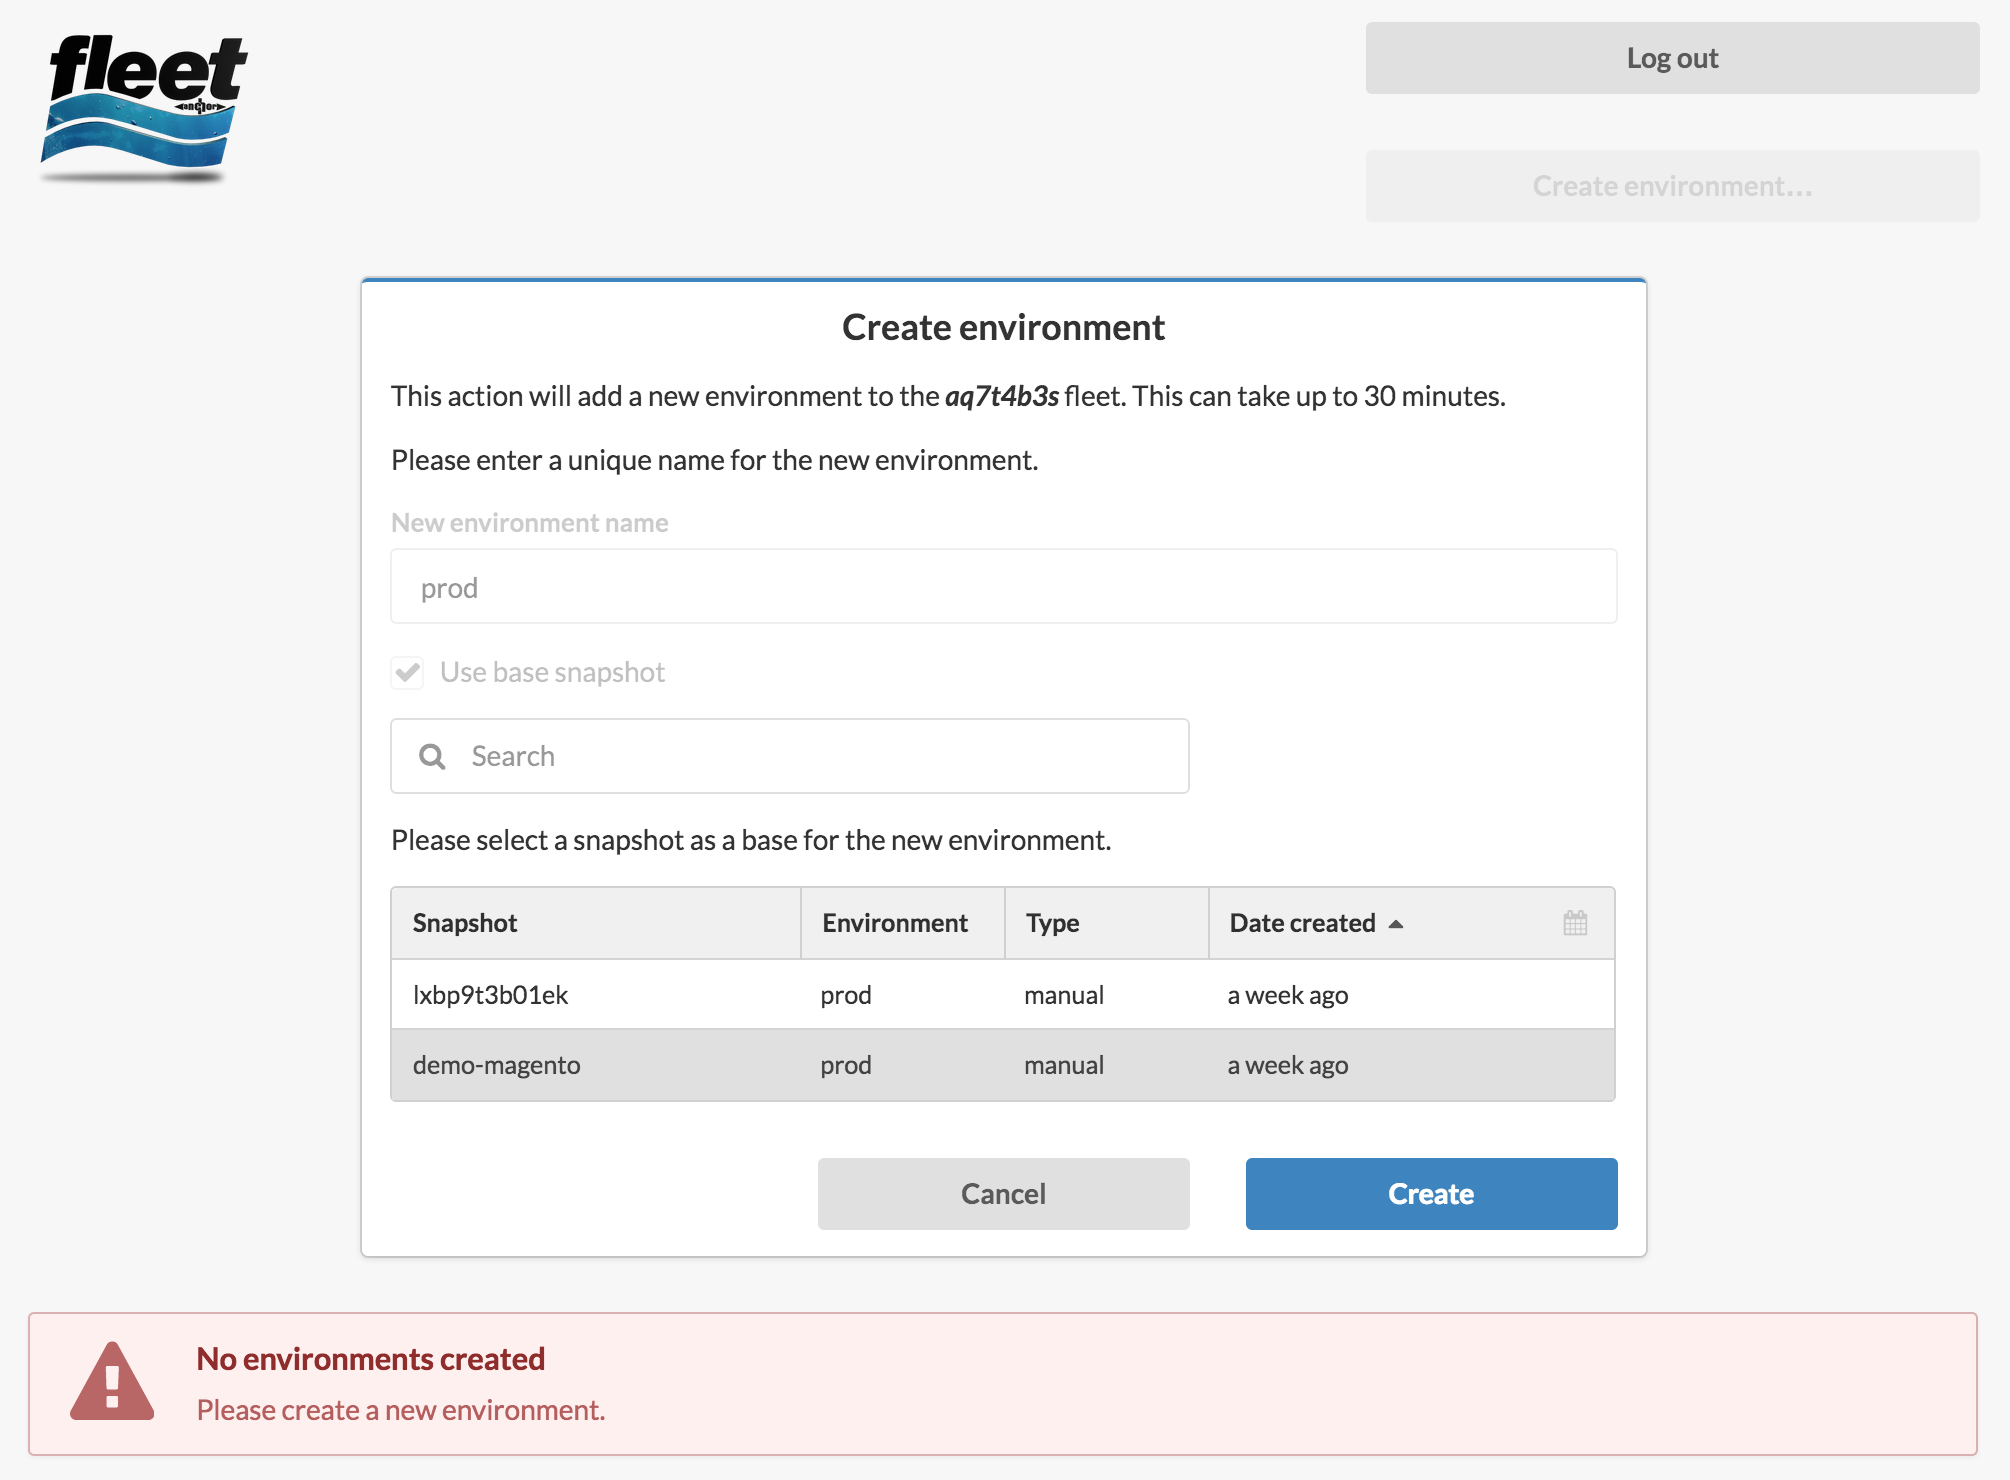 fleet
anchor
Log out
Create environment...
Create environment
This action will add a new environment to the aq7t4b3s fleet. This can take up to 30 minutes.
Please enter a unique name for the new environment.
New environment name
prod
Use base snapshot
Search
Please select a snapshot as a base for the new environment.
Snapshot Environment Type Date created
lxbp9t3b01ek prod manual a week ago
demo-magento prod manual a week ago
Cancel Create
No environments created
Please create a new environment.